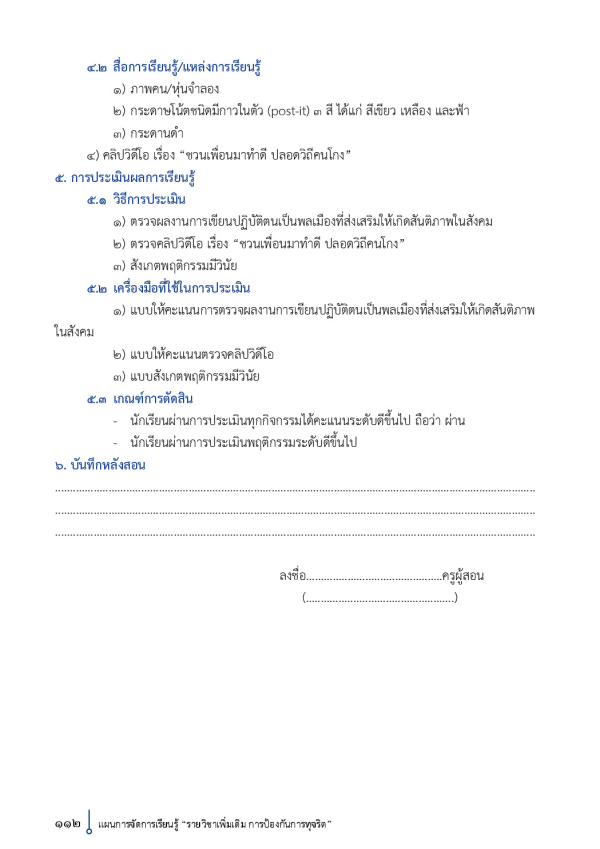 ๔.๒ สื่อการเรียนรู้/แหล่งการเรียนรู้
๑) ภาพคน/หุ่นจำลอง
๒) กระดาษโน้ตชนิดมีกาวในตัว (post-it) ๓ สี ได้แก่ สีเขียว เหลือง และฟ้า
๓) กระดานดำ
๔) คลิปวิดีโอ เรื่อง “ชวนเพื่อนมาทำดี ปลอดวิถีคนโกง”
๕. การประเมินผลการเรียนรู้
๕.๑ วิธีการประเมิน
๑) ตรวจผลงานการเขียนปฏิบัติตนเป็นพลเมืองที่ส่งเสริมให้เกิดสันติภาพในสังคม
๒) ตรวจคลิปวิดีโอ เรื่อง “ชวนเพื่อนมาทำดี ปลอดวิถีคนโกง”
๓) สังเกตพฤติกรรมมีวินัย
๕.๒ เครื่องมือที่ใช้ในการประเมิน
๑) แบบให้คะแนนการตรวจผลงานการเขียนปฏิบัติตนเป็นพลเมืองที่ส่งเสริมให้เกิดสันติภาพ
ในสังคม
๒) แบบให้คะแนนตรวจคลิปวิดีโอ
๓) แบบสังเกตพฤติกรรมมีวินัย
๕.๓ เกณฑ์การตัดสิน
- นักเรียนผ่านการประเมินทุกกิจกรรมได้คะแนนระดับดีขึ้นไป ถือว่า ผ่าน
- นักเรียนผ่านการประเมินพฤติกรรมระดับดีขึ้นไป
๖. บันทึกหลังสอน
..................................................................................................................................................................
..................................................................................................................................................................
..................................................................................................................................................................
ลงชื่อ..............................................ครูผู้สอน
(..................................................)
๑๑๒ แผนการจัดการเรียนรู้ “รายวิชาเพิ่มเติม การป้องกันการทุจริต”